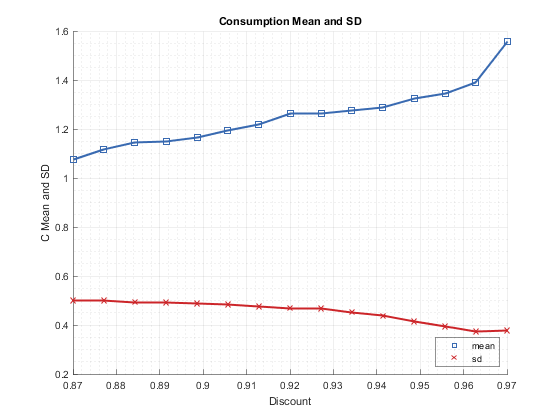 Consumption Mean and SD
C Mean and SD
1.6
1.4
1.2
1
0.8
0.6
0.4
0.2
0.87 0.88 0.89 0.9 0.91 0.92 0.93 0.94 0.95 0.96 0.97
Discount
mean
sd